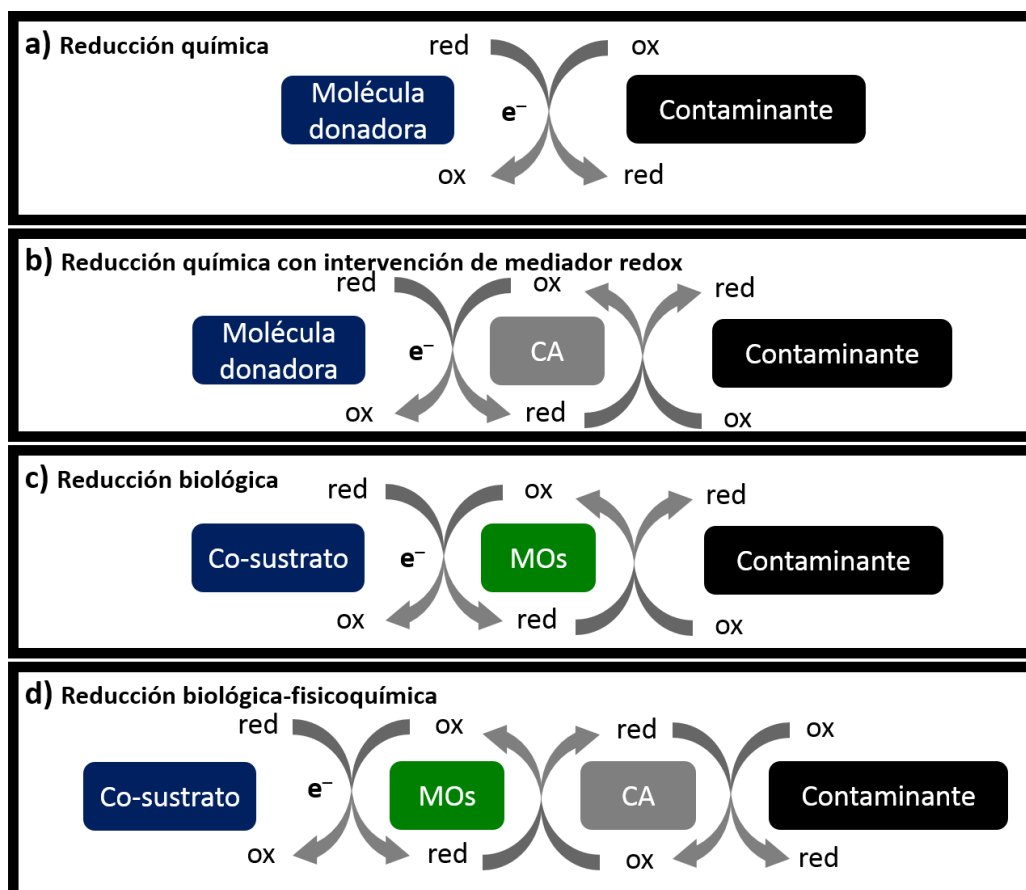 a) Reducción química
red
ox
Molécula
donadora
e⁻
Contaminante
ox
red
b) Reducción química con intervención de mediador redox
red
ox
red
Molécula
donadora
e⁻
CA
Contaminante
ox
red
ox
c) Reducción biológica
red
ox
red
Co-sustrato
e⁻
MOs
Contaminante
ox
red
ox
d) Reducción biológica-fisicoquímica
red
ox
red
ox
Co-sustrato
e⁻
MOs
CA
Contaminante
ox
red
ox
red